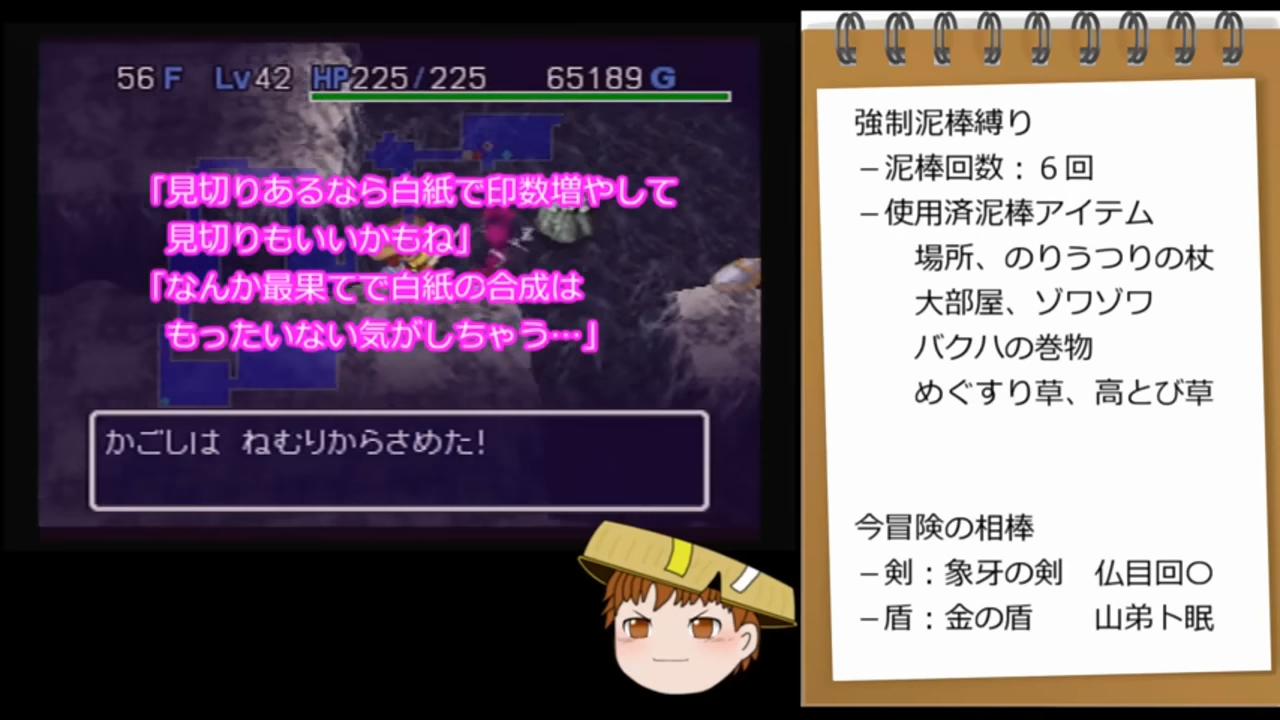 56F Lv42 HP225/225 65189G
「見切りあるなら白紙で印数増やして
見切りもいいかもね」
「なんか最果てで白紙の合成は
もったいない気がしちゃう…」
かごしは ねむりからさめた!
強制泥棒縛り
－泥棒回数：６回
－使用済泥棒アイテム
場所、のりうつりの杖
大部屋、ゾワゾワ
バクハの巻物
めぐすり草、高とび草
今冒険の相棒
－剣：象牙の剣　仏目回〇
－盾：金の盾　　山弟ト眠